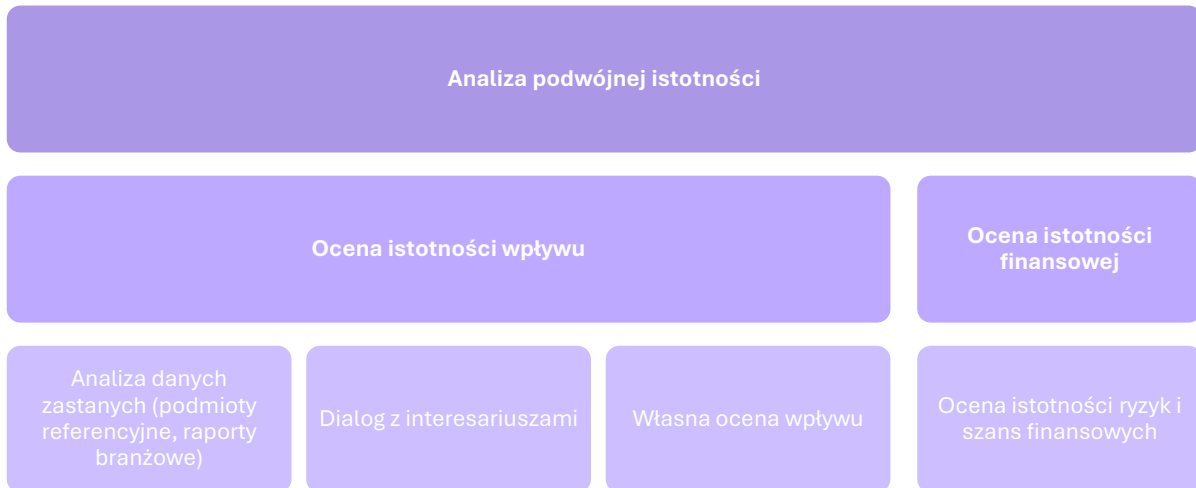 Analiza podwójnej istotności
Ocena istotności wpływu
Ocena istotności
finansowej
Analiza danych
zastanych (podmioty
referencyjne, raporty
branżowe)
Dialog z interesariuszami
Własna ocena wpływu
Ocena istotności ryzyk i
szans finansowych